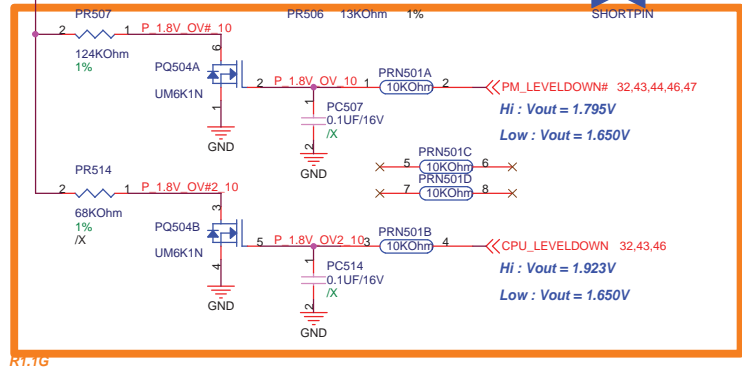 PR507 PR506 13KOhm 1% SHORTPIN
2 1 P_1.8V_OV#_10
124KOhm
1%
6
PQ504A
UM6K1N
1
2 P_1.8V_OV_10 1 PRN501A 2
10KOhm
PM_LEVELDOWN# 32,43,44,46,47
1
PC507
0.1UF/16V
/X
2
GND
GND
Hi : Vout = 1.795V
Low : Vout = 1.650V
PRN501C
5 10KOhm 6
PRN501D
7 10KOhm 8
PR514
2 1 P_1.8V_OV#2_10
68KOhm
1%
/X
3
PQ504B
UM6K1N
4
5 P_1.8V_OV2_10 3 PRN501B 4
10KOhm
CPU_LEVELDOWN 32,43,46
1
PC514
0.1UF/16V
/X
2
GND
GND
Hi : Vout = 1.923V
Low : Vout = 1.650V
R1.1G